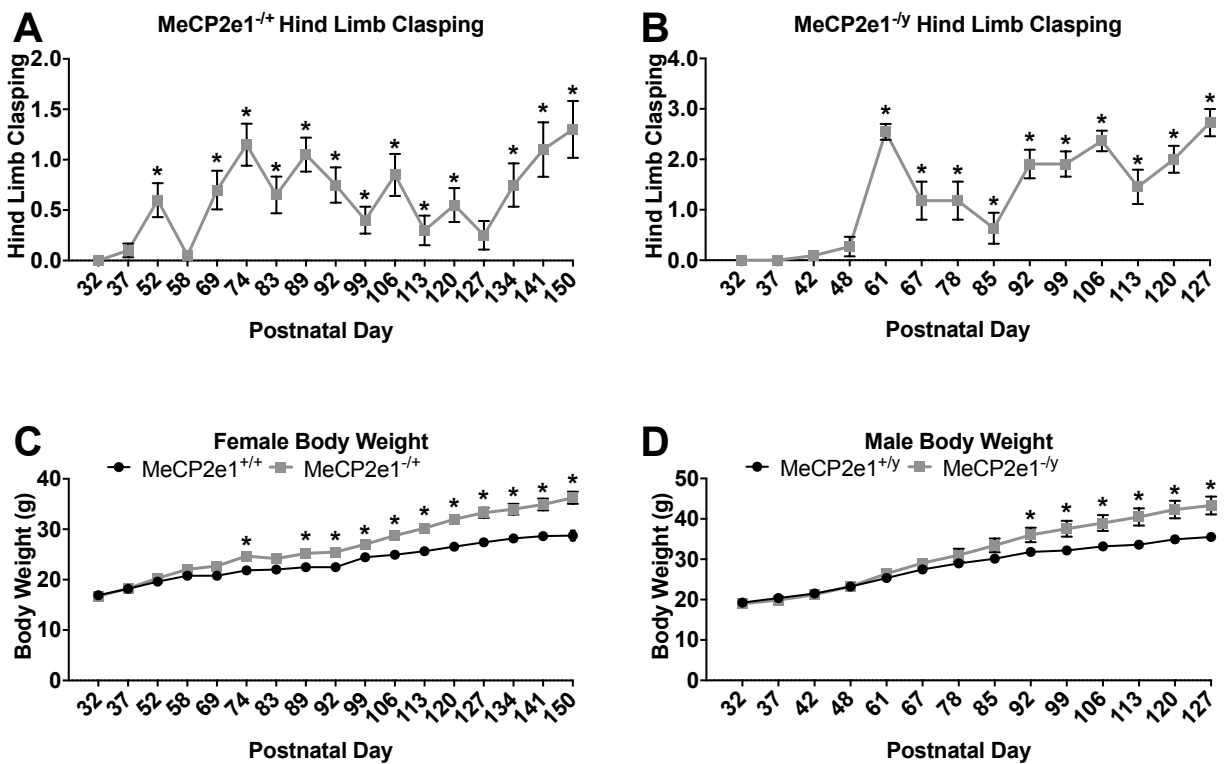 A
MeCP2e1-/+ Hind Limb Clasping
Hind Limb Clasping
2.0
1.5
1.0
0.5
0.0
* * * * * * * * * * * * * *
32 37 52 58 69 74 83 89 92 99 106 113 120 127 134 141 150
Postnatal Day
B
MeCP2e1-/y Hind Limb Clasping
Hind Limb Clasping
4.0
3.0
2.0
1.0
0.0
* * * * * * * * * *
32 37 42 48 61 67 78 85 92 99 106 113 120 127
Postnatal Day
C
Female Body Weight
MeCP2e1+/+ MeCP2e1-/+
Body Weight (g)
40
30
20
10
0
* * * * * * * * * * *
32 37 52 58 69 74 83 89 92 99 106 113 120 127 134 141 150
Postnatal Day
D
Male Body Weight
MeCP2e1+/y MeCP2e1-/y
Body Weight (g)
50
40
30
20
10
0
* * * * * *
32 37 42 48 61 67 78 85 92 99 106 113 120 127
Postnatal Day